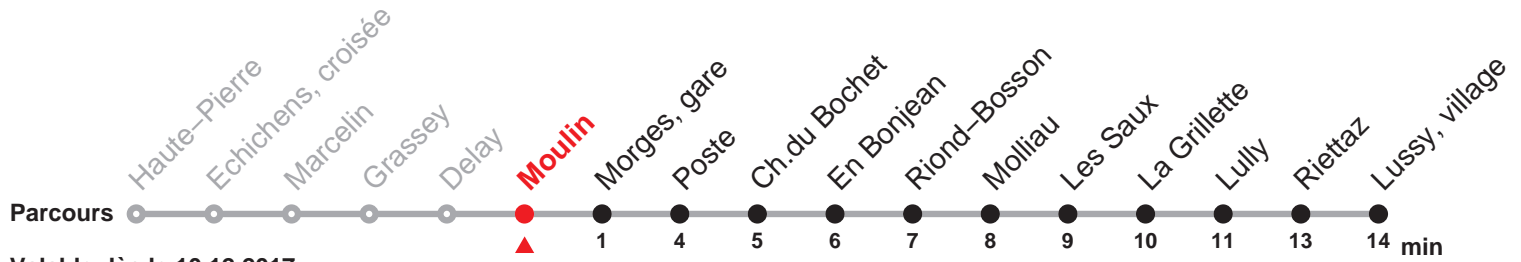 Haute–Pierre
Echichens, croisée
Marcelin
Grassey
Delay
Moulin
Morges, gare
Poste
Ch.du Bochet
En Bonjean
Riond–Bosson
Molliau
Les Saux
La Grillette
Lully
Riettaz
Lussy, village
Parcours
1 4 5 6 7 8 9 10 11 13 14 min